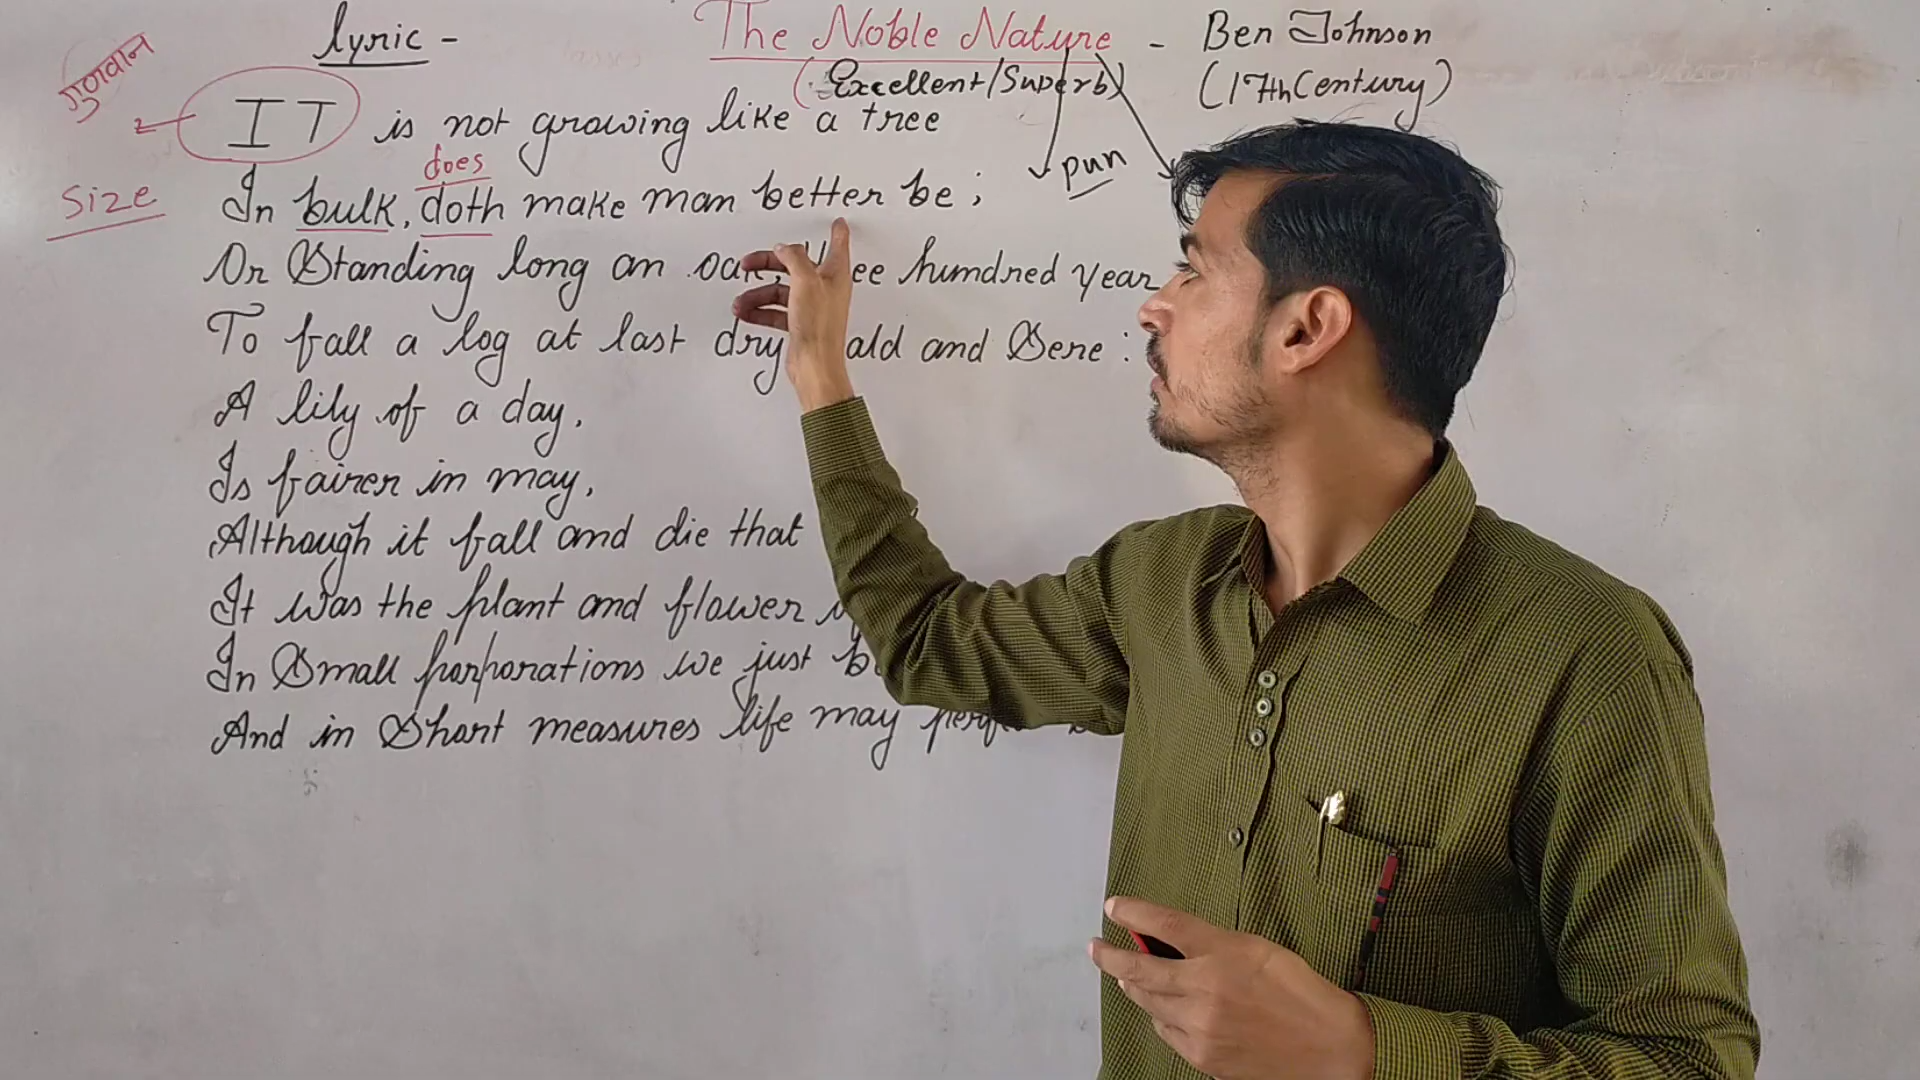 lyric - The Noble Nature - Ben Johnson
(Excellent/Superb) (17th Century)
गुणवान
IT is not growing like a tree
does
pun
Size In bulk, doth make man better be;
Or Standing long an oak, hundred year
To fall a log at last dry ald and Sere:
A lily of a day,
Is fairer in may,
Although it fall and die that
It was the plant and flower
In Small porporations we just
And in Short measures life may